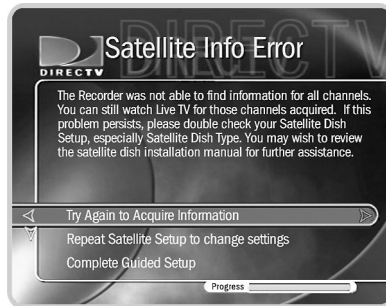 DIRECTV
Satellite Info Error
DIRECTV
The Recorder was not able to find information for all channels.
You can still watch Live TV for those channels acquired. If this
problem persists, please double check your Satellite Dish
Setup, especially Satellite Dish Type. You may wish to review
the satellite dish installation manual for further assistance.
Try Again to Acquire Information
Repeat Satellite Setup to change settings
Complete Guided Setup
Progress